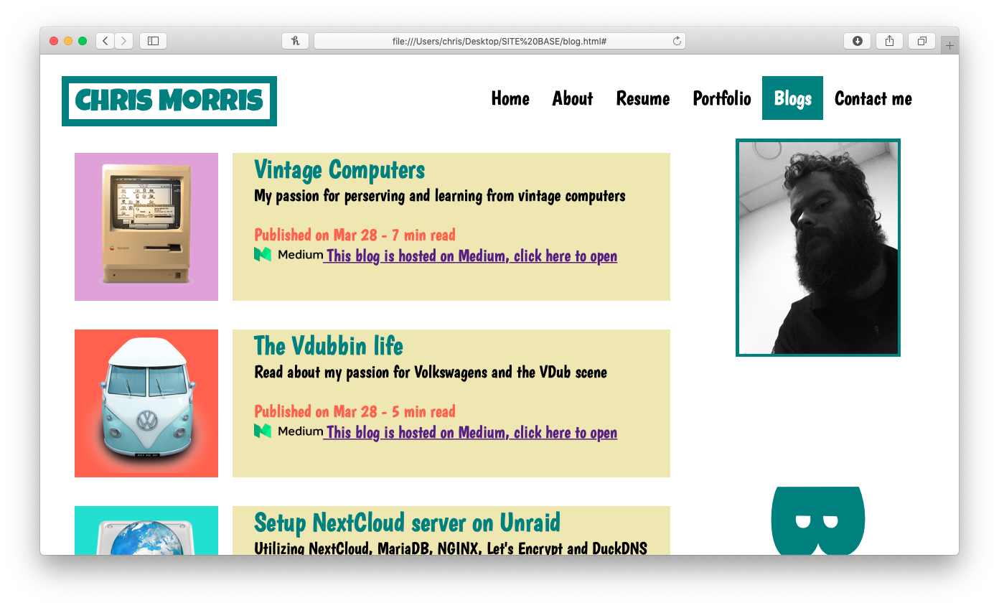 file:///Users/chris/Desktop/SITE%20BASE/blog.html#
CHRIS MORRIS
Home About Resume Portfolio Blogs Contact me
Vintage Computers
My passion for perserving and learning from vintage computers
Published on Mar 28 - 7 min read
Medium This blog is hosted on Medium, click here to open
The Vdubbin life
Read about my passion for Volkswagens and the VDub scene
Published on Mar 28 - 5 min read
Medium This blog is hosted on Medium, click here to open
Setup NextCloud server on Unraid
Utilizing NextCloud, MariaDB, NGINX, Let's Encrypt and DuckDNS
B